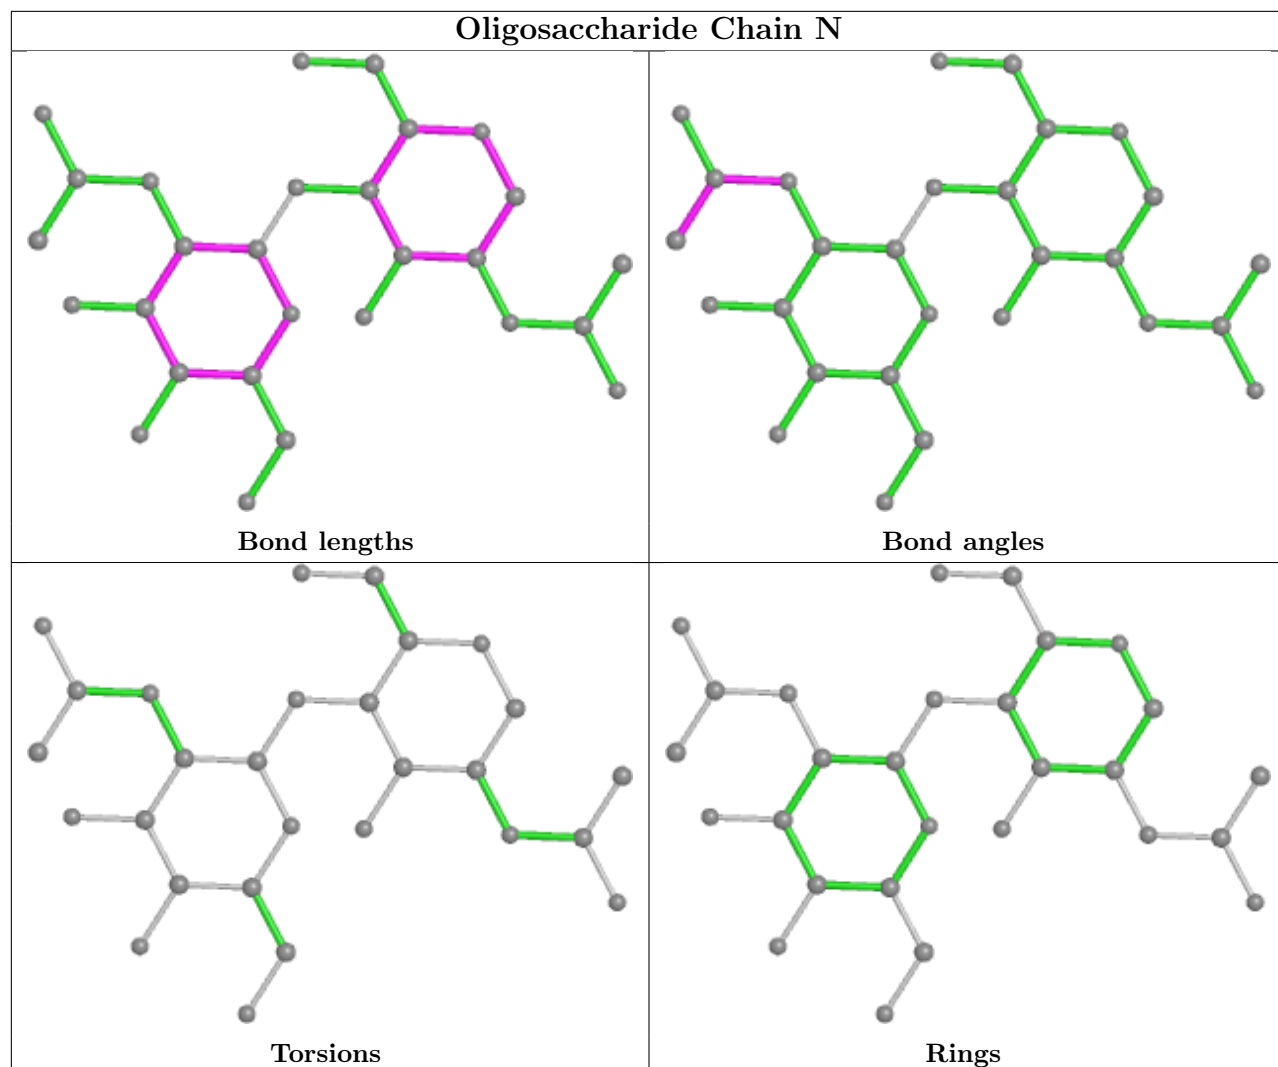 Oligosaccharide Chain N
Bond lengths
Bond angles
Torsions
Rings